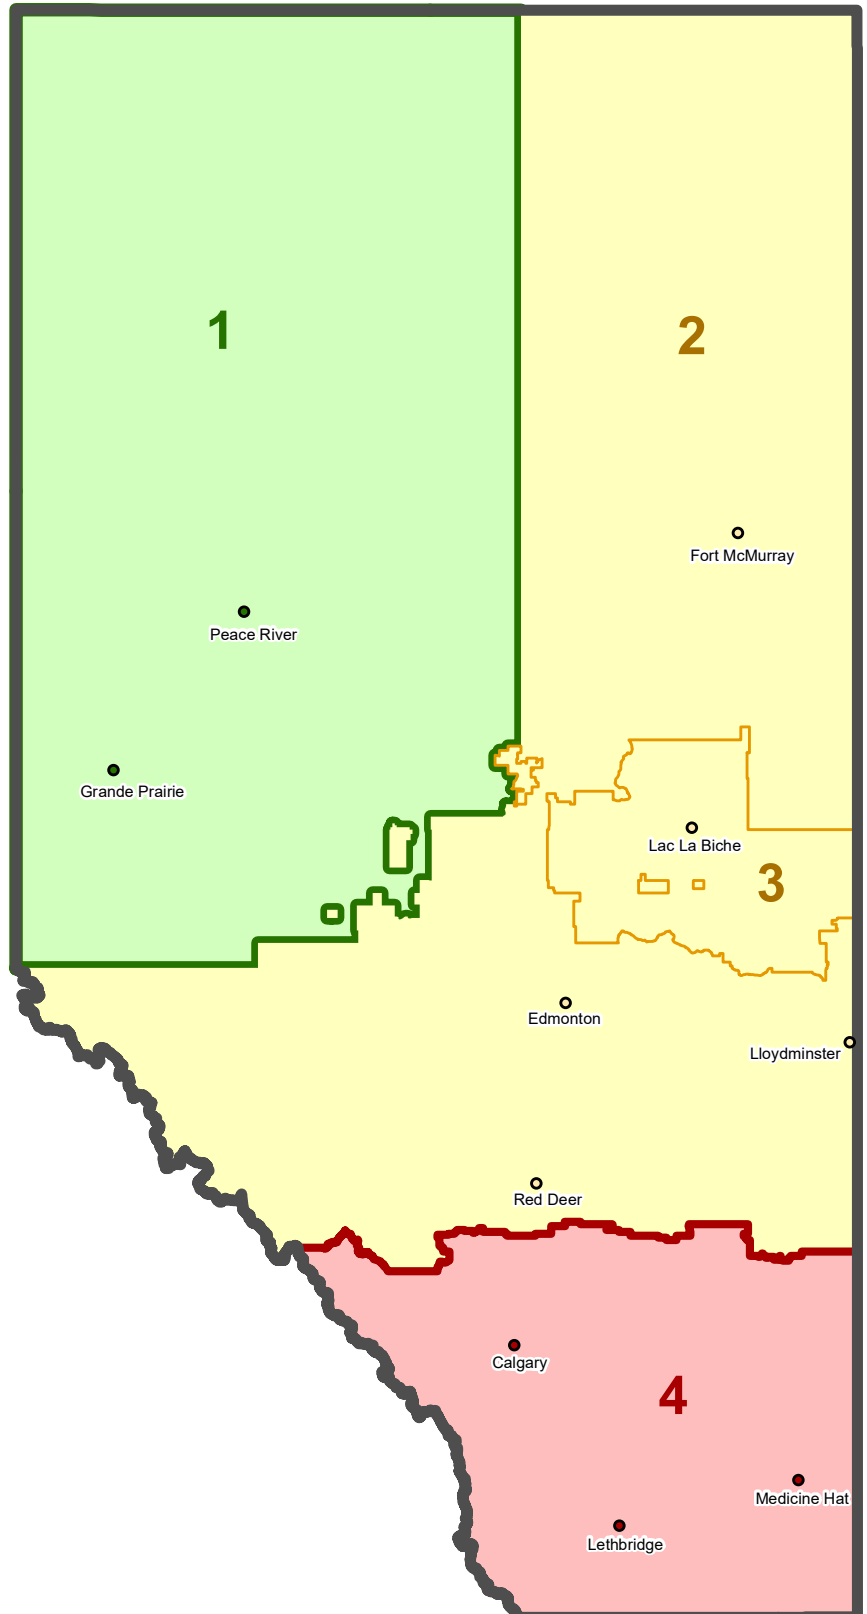 1
2
Fort McMurray
Peace River
Grande Prairie
Lac La Biche
3
Edmonton
Lloydminster
Red Deer
Calgary
4
Medicine Hat
Lethbridge